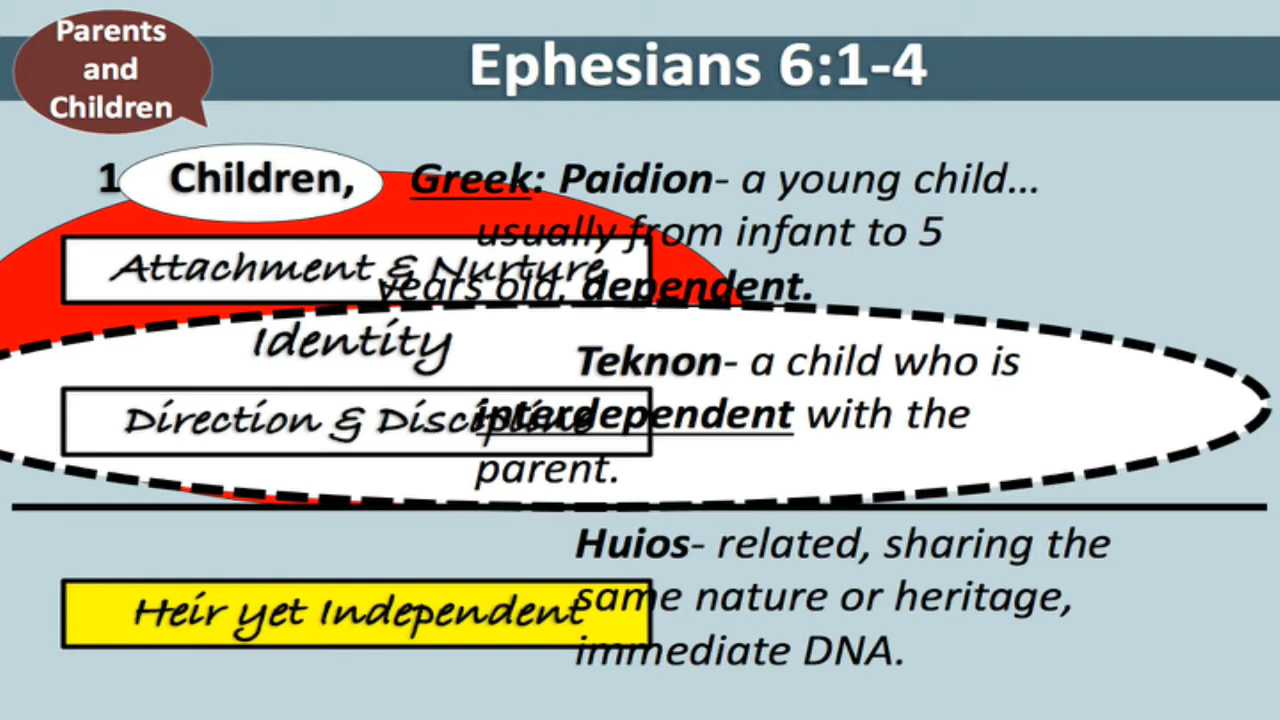 Parents
and
Children
Ephesians 6:1-4
1 Children, Greek: Paidion- a young child...
usually from infant to 5
years old, dependent.
Attachment & Nurture
Identity
Teknon- a child who is
interdependent with the
parent.
Direction & Discipline
Huios- related, sharing the
same nature or heritage,
immediate DNA.
Heir yet Independent